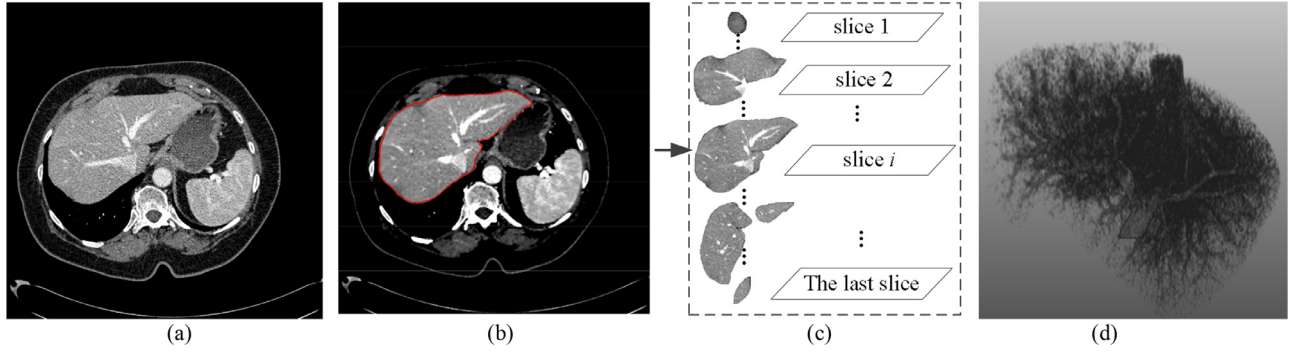 slice 1
slice 2
slice i
The last slice
(a)
(b)
(c)
(d)